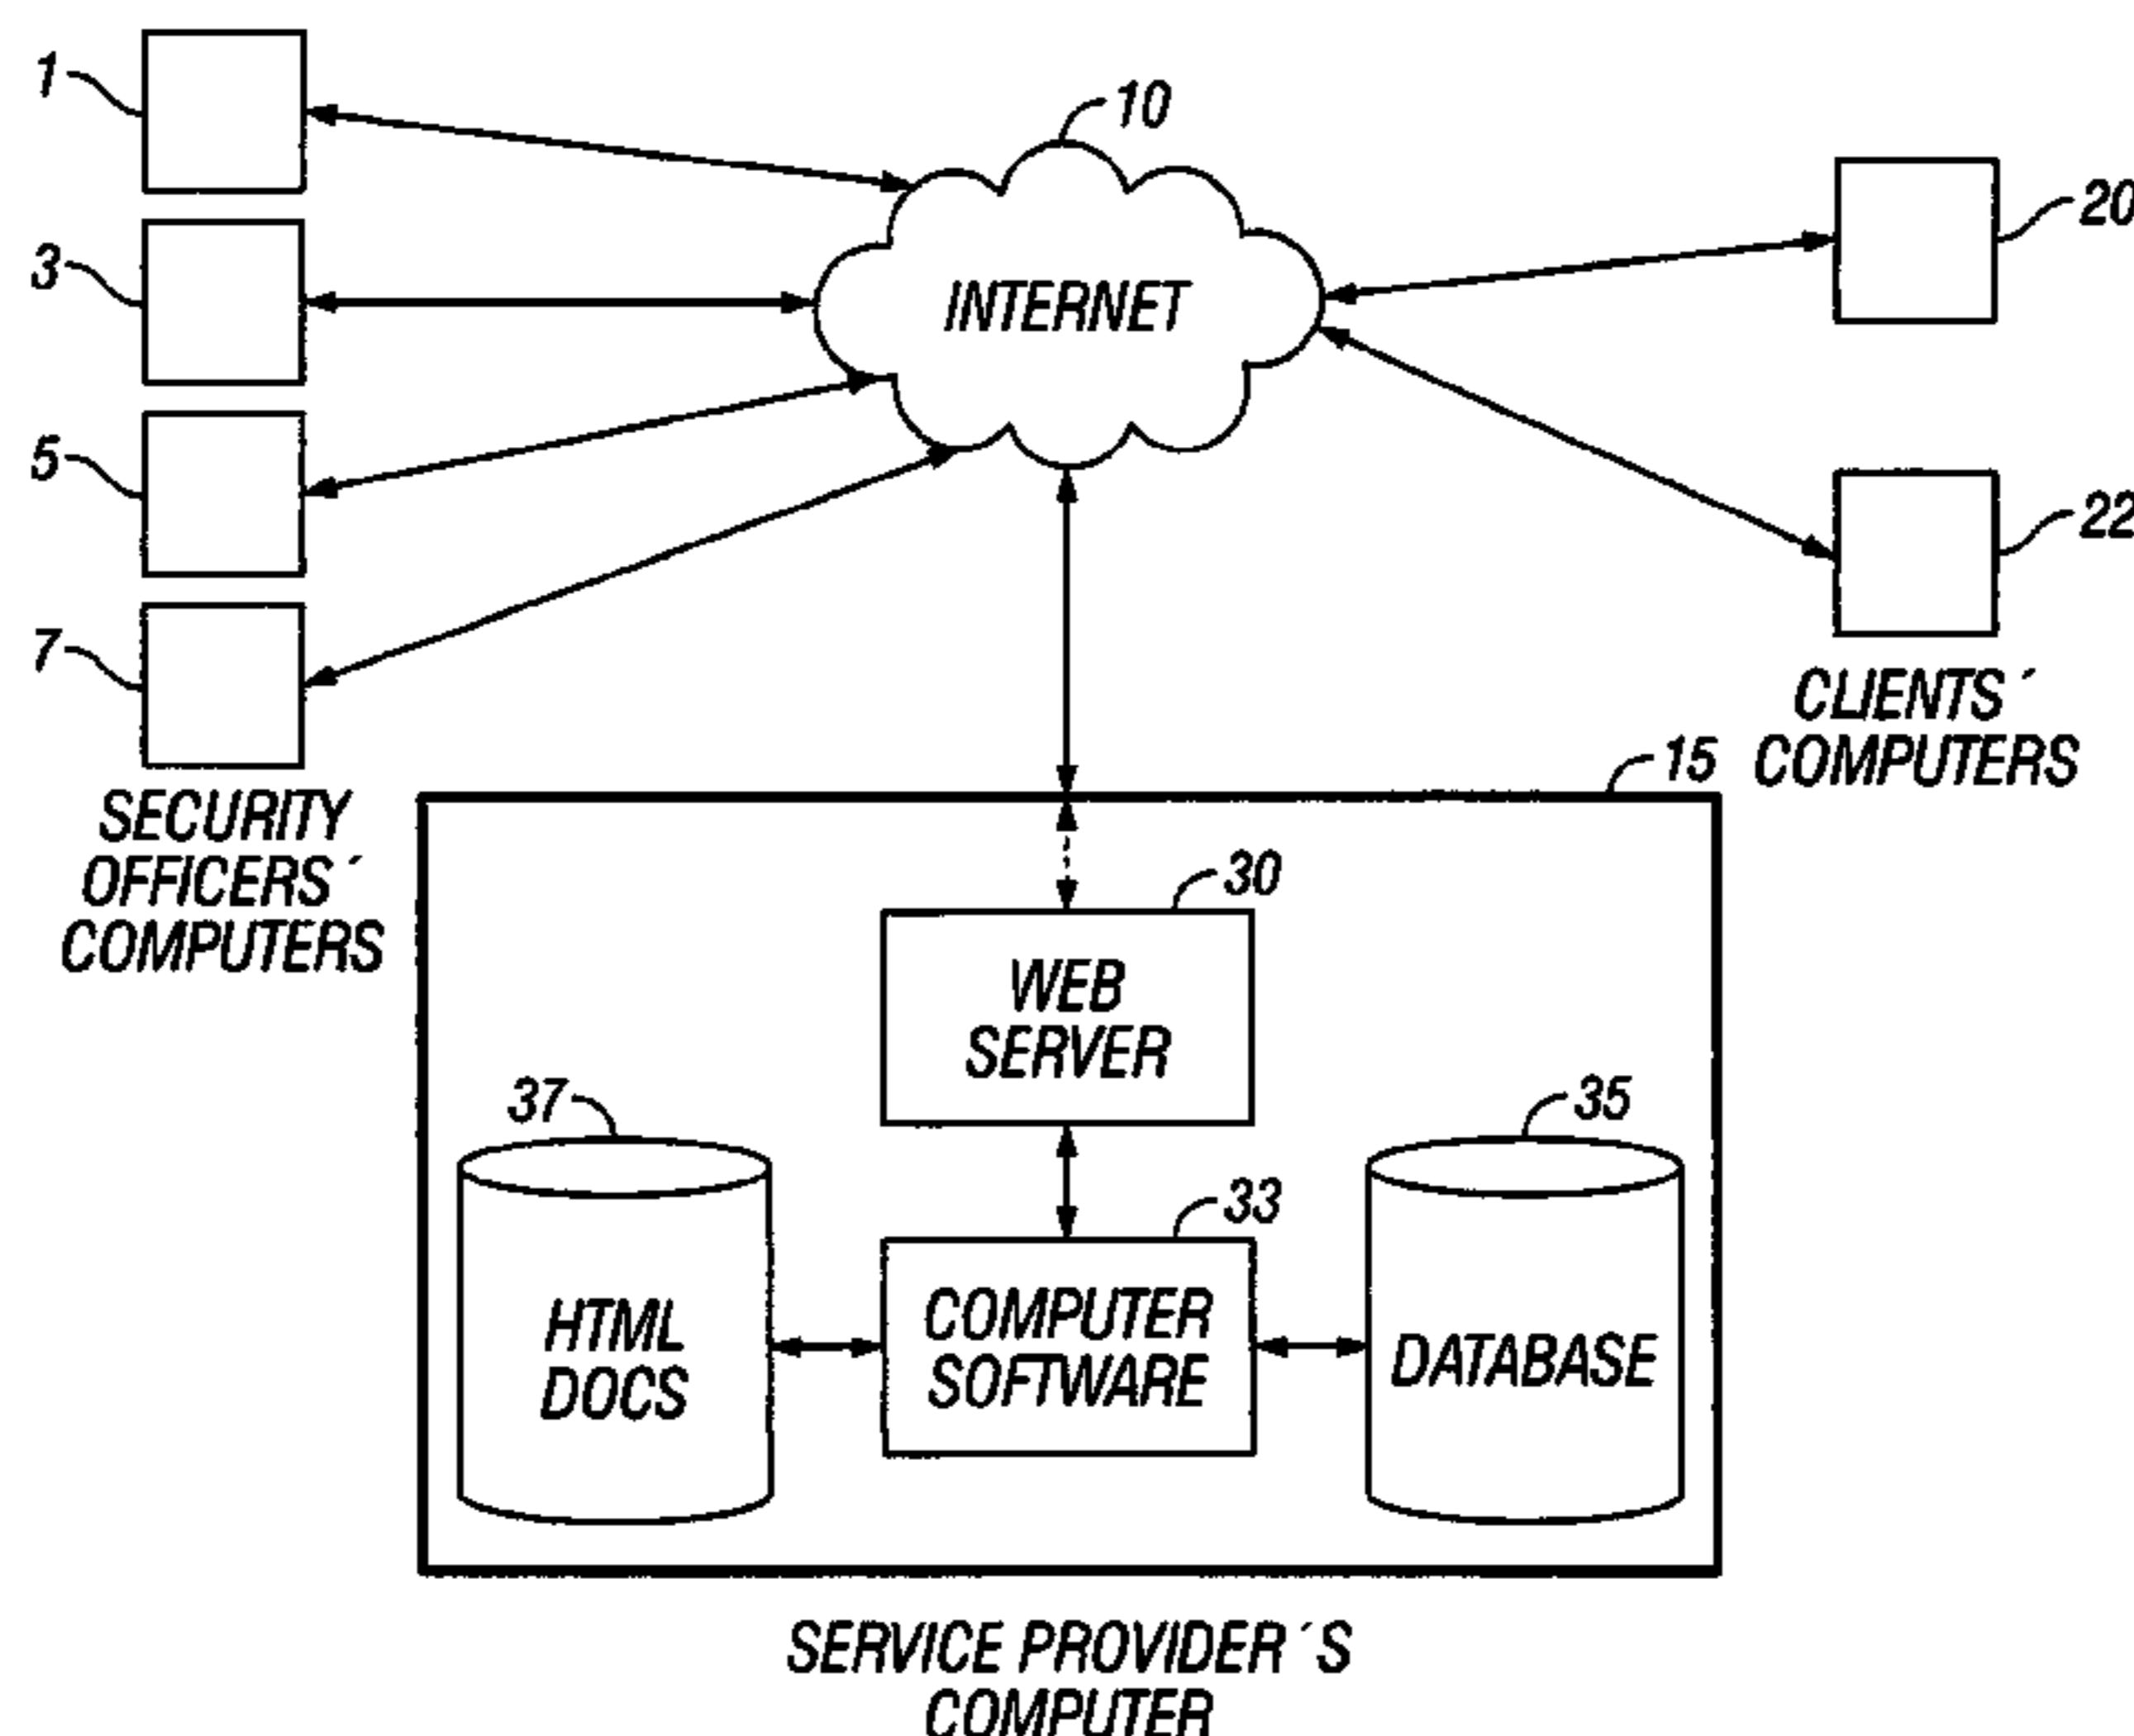 1
10
20
3
INTERNET
5
22
7
CLIENTS´
COMPUTERS
15
SECURITY
OFFICERS´
COMPUTERS
30
WEB
SERVER
37
35
33
HTML
DOCS
COMPUTER
SOFTWARE
DATABASE
SERVICE PROVIDER´S
COMPUTER